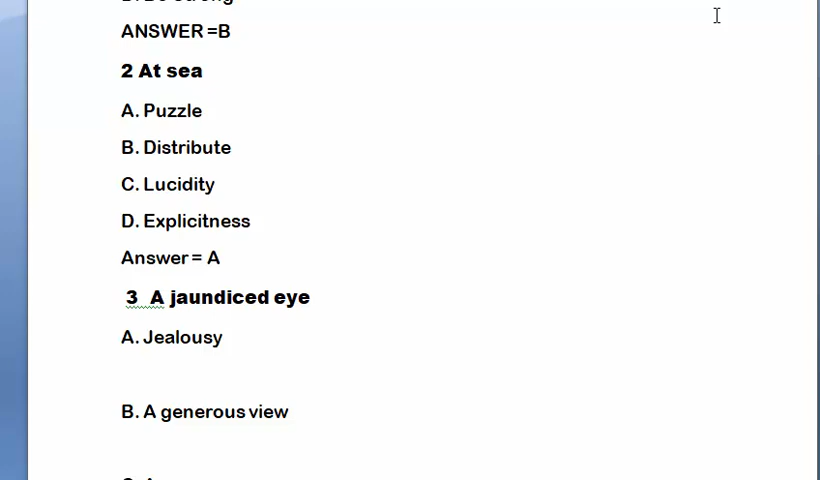 ANSWER =B
2 At sea
A. Puzzle
B. Distribute
C. Lucidity
D. Explicitness
Answer = A
3 A jaundiced eye
A. Jealousy
B. A generous view